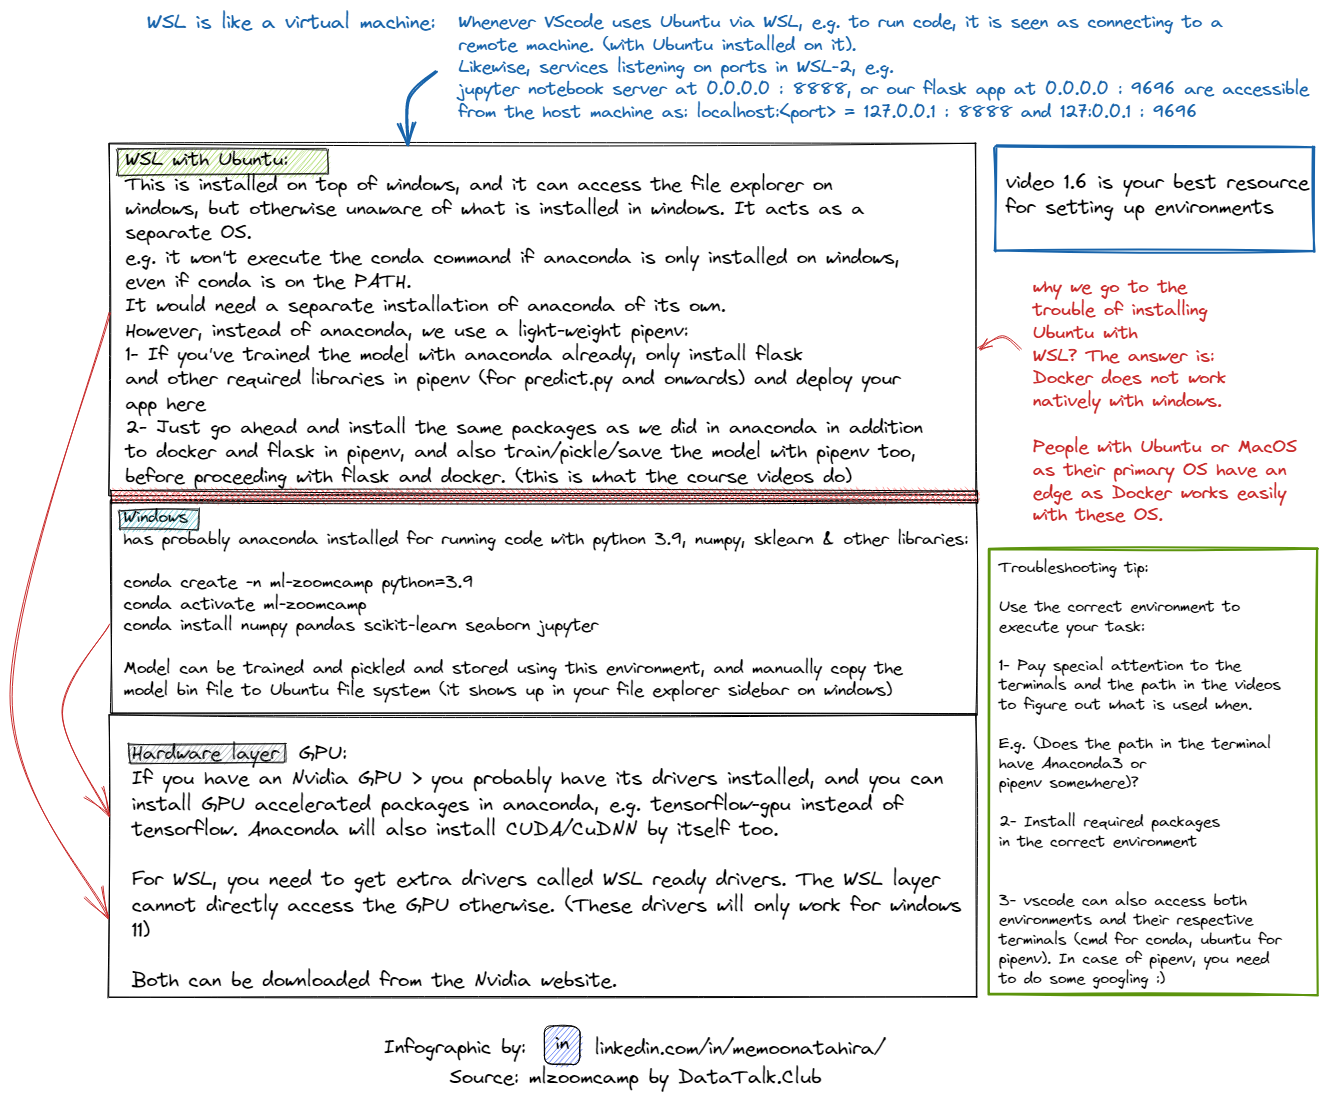 WSL is like a virtual machine:
Whenever VScode uses Ubuntu via WSL, e.g. to run code, it is seen as connecting to a
remote machine. (with Ubuntu installed on it).
Likewise, services listening on ports in WSL-2, e.g.
jupyter notebook server at 0.0.0.0 : 8888, or our flask app at 0.0.0.0 : 9696 are accessible
from the host machine as: localhost:<port> = 127.0.0.1 : 8888 and 127:0.0.1 : 9696
WSL with Ubuntu:
This is installed on top of windows, and it can access the file explorer on
windows, but otherwise unaware of what is installed in windows. It acts as a
separate OS.
e.g. it won't execute the conda command if anaconda is only installed on windows,
even if conda is on the PATH.
It would need a separate installation of anaconda of its own.
However, instead of anaconda, we use a light-weight pipenv:
1- If you've trained the model with anaconda already, only install flask
and other required libraries in pipenv (for predict.py and onwards) and deploy your
app here
2- Just go ahead and install the same packages as we did in anaconda in addition
to docker and flask in pipenv, and also train/pickle/save the model with pipenv too,
before proceeding with flask and docker. (this is what the course videos do)
Windows
has probably anaconda installed for running code with python 3.9, numpy, sklearn & other libraries:
conda create -n ml-zoomcamp python=3.9
conda activate ml-zoomcamp
conda install numpy pandas scikit-learn seaborn jupyter
Model can be trained and pickled and stored using this environment, and manually copy the
model bin file to Ubuntu file system (it shows up in your file explorer sidebar on windows)
Hardware layer GPU:
If you have an Nvidia GPU > you probably have its drivers installed, and you can
install GPU accelerated packages in anaconda, e.g. tensorflow-gpu instead of
tensorflow. Anaconda will also install CUDA/CuDNN by itself too.
For WSL, you need to get extra drivers called WSL ready drivers. The WSL layer
cannot directly access the GPU otherwise. (These drivers will only work for windows
11)
Both can be downloaded from the Nvidia website.
video 1.6 is your best resource
for setting up environments
why we go to the
trouble of installing
Ubuntu with
WSL? The answer is:
Docker does not work
natively with windows.
People with Ubuntu or MacOS
as their primary OS have an
edge as Docker works easily
with these OS.
Troubleshooting tip:
Use the correct environment to
execute your task:
1- Pay special attention to the
terminals and the path in the videos
to figure out what is used when.
E.g. (Does the path in the terminal
have Anaconda3 or
pipenv somewhere)?
2- Install required packages
in the correct environment
3- vscode can also access both
environments and their respective
terminals (cmd for conda, ubuntu for
pipenv). In case of pipenv, you need
to do some googling :)
Infographic by: in linkedin.com/in/memoonatahira/
Source: mlzoomcamp by DataTalk.Club